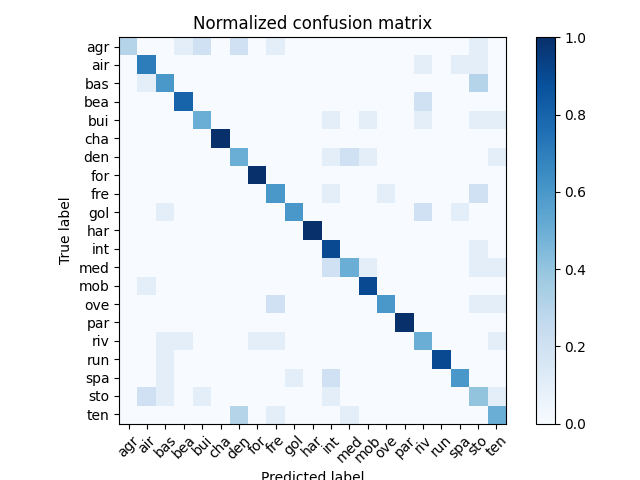 Normalized confusion matrix
True label
agr
air
bas
bea
bui
cha
den
for
fre
gol
har
int
med
mob
ove
par
riv
run
spa
sto
ten
agr air bas bea bui cha den for fre gol har int med mob ove par riv run spa sto ten
Predicted label
1.0
0.8
0.6
0.4
0.2
0.0